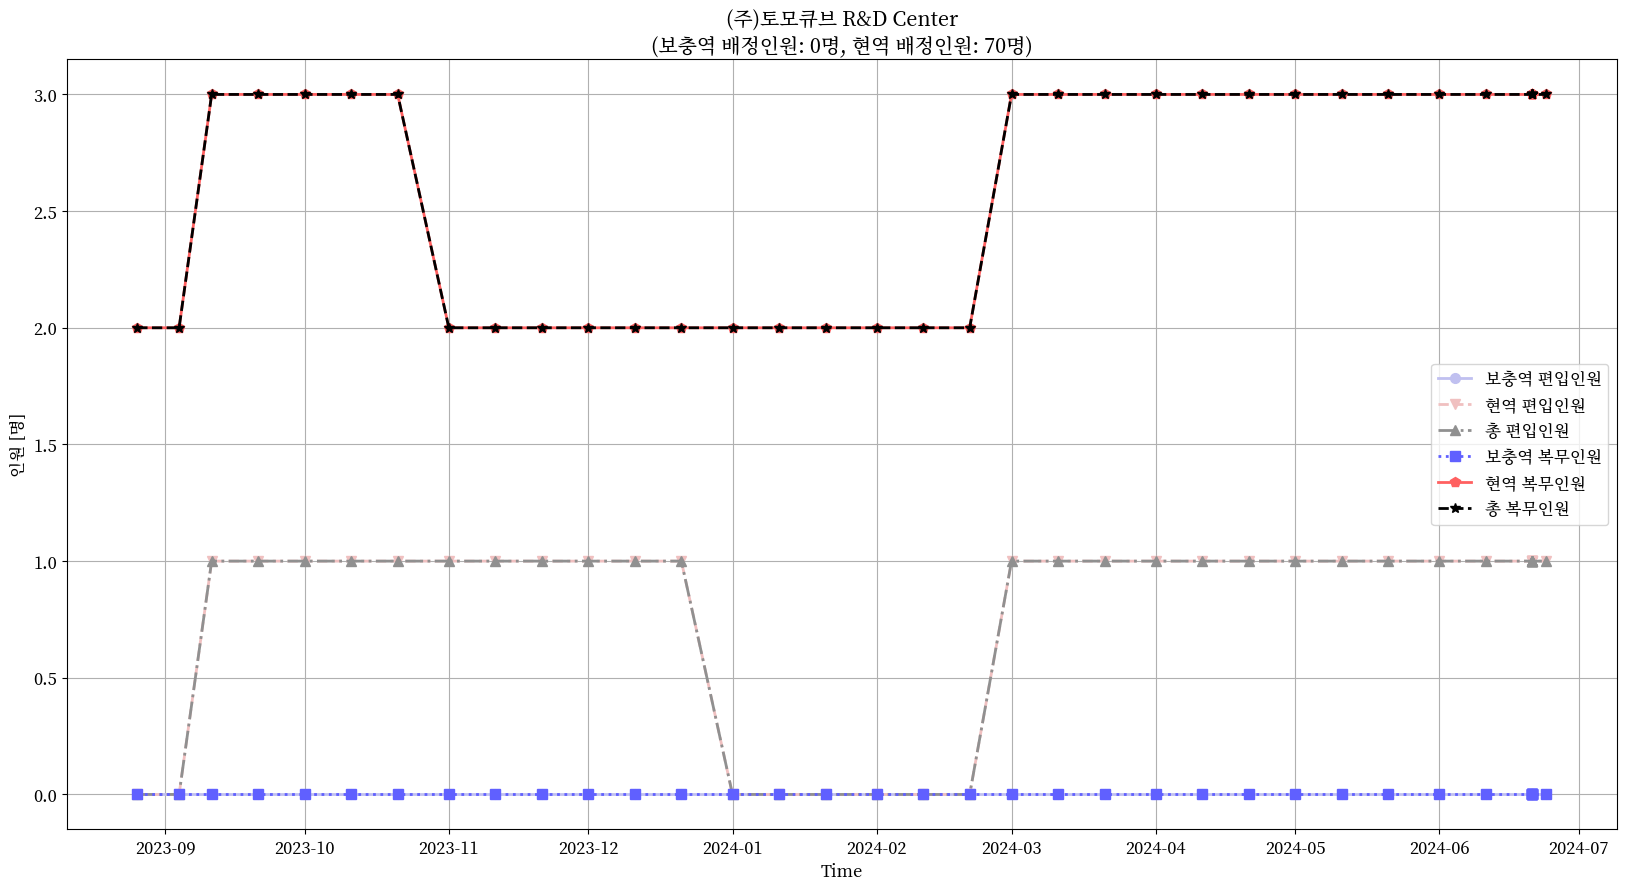 (주)토모큐브 R&D Center
(보충역 배정인원: 0명, 현역 배정인원: 70명)
3.0
2.5
2.0
1.5
1.0
0.5
0.0
인원 [명]
보충역 편입인원
현역 편입인원
총 편입인원
보충역 복무인원
현역 복무인원
총 복무인원
2023-09 2023-10 2023-11 2023-12 2024-01 2024-02 2024-03 2024-04 2024-05 2024-06 2024-07
Time